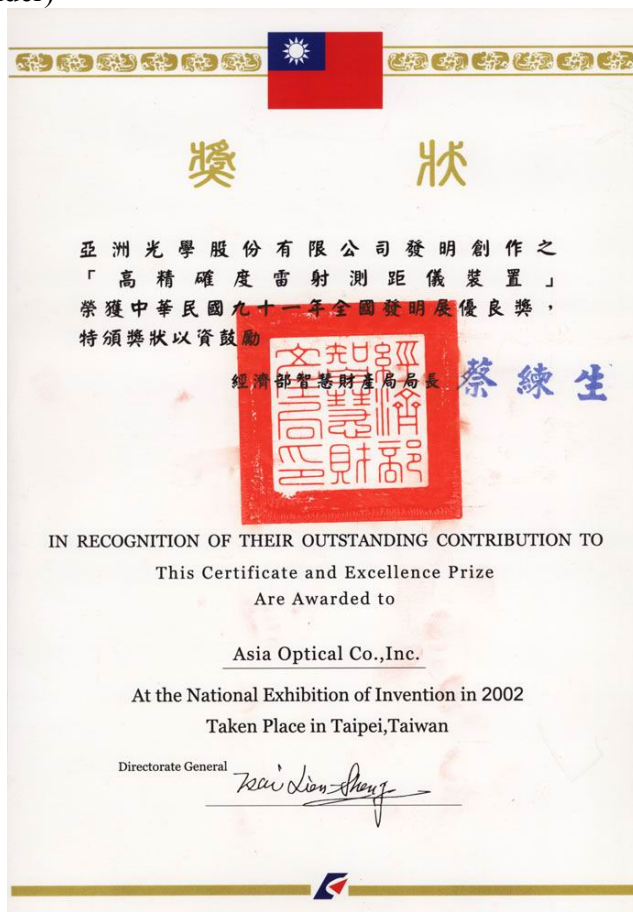 der)
獎 狀
亞洲光學股份有限公司發明創作之
「高精確度雷射測距儀裝置」
榮獲中華民國九十一年全國發明展優良獎，
特頒獎狀以資鼓勵
經濟部智慧財產局局長 蔡練生
經濟部智慧財產局印
IN RECOGNITION OF THEIR OUTSTANDING CONTRIBUTION TO
This Certificate and Excellence Prize
Are Awarded to
Asia Optical Co.,Inc.
At the National Exhibition of Invention in 2002
Taken Place in Taipei,Taiwan
Directorate General Tsai Lien-Sheng